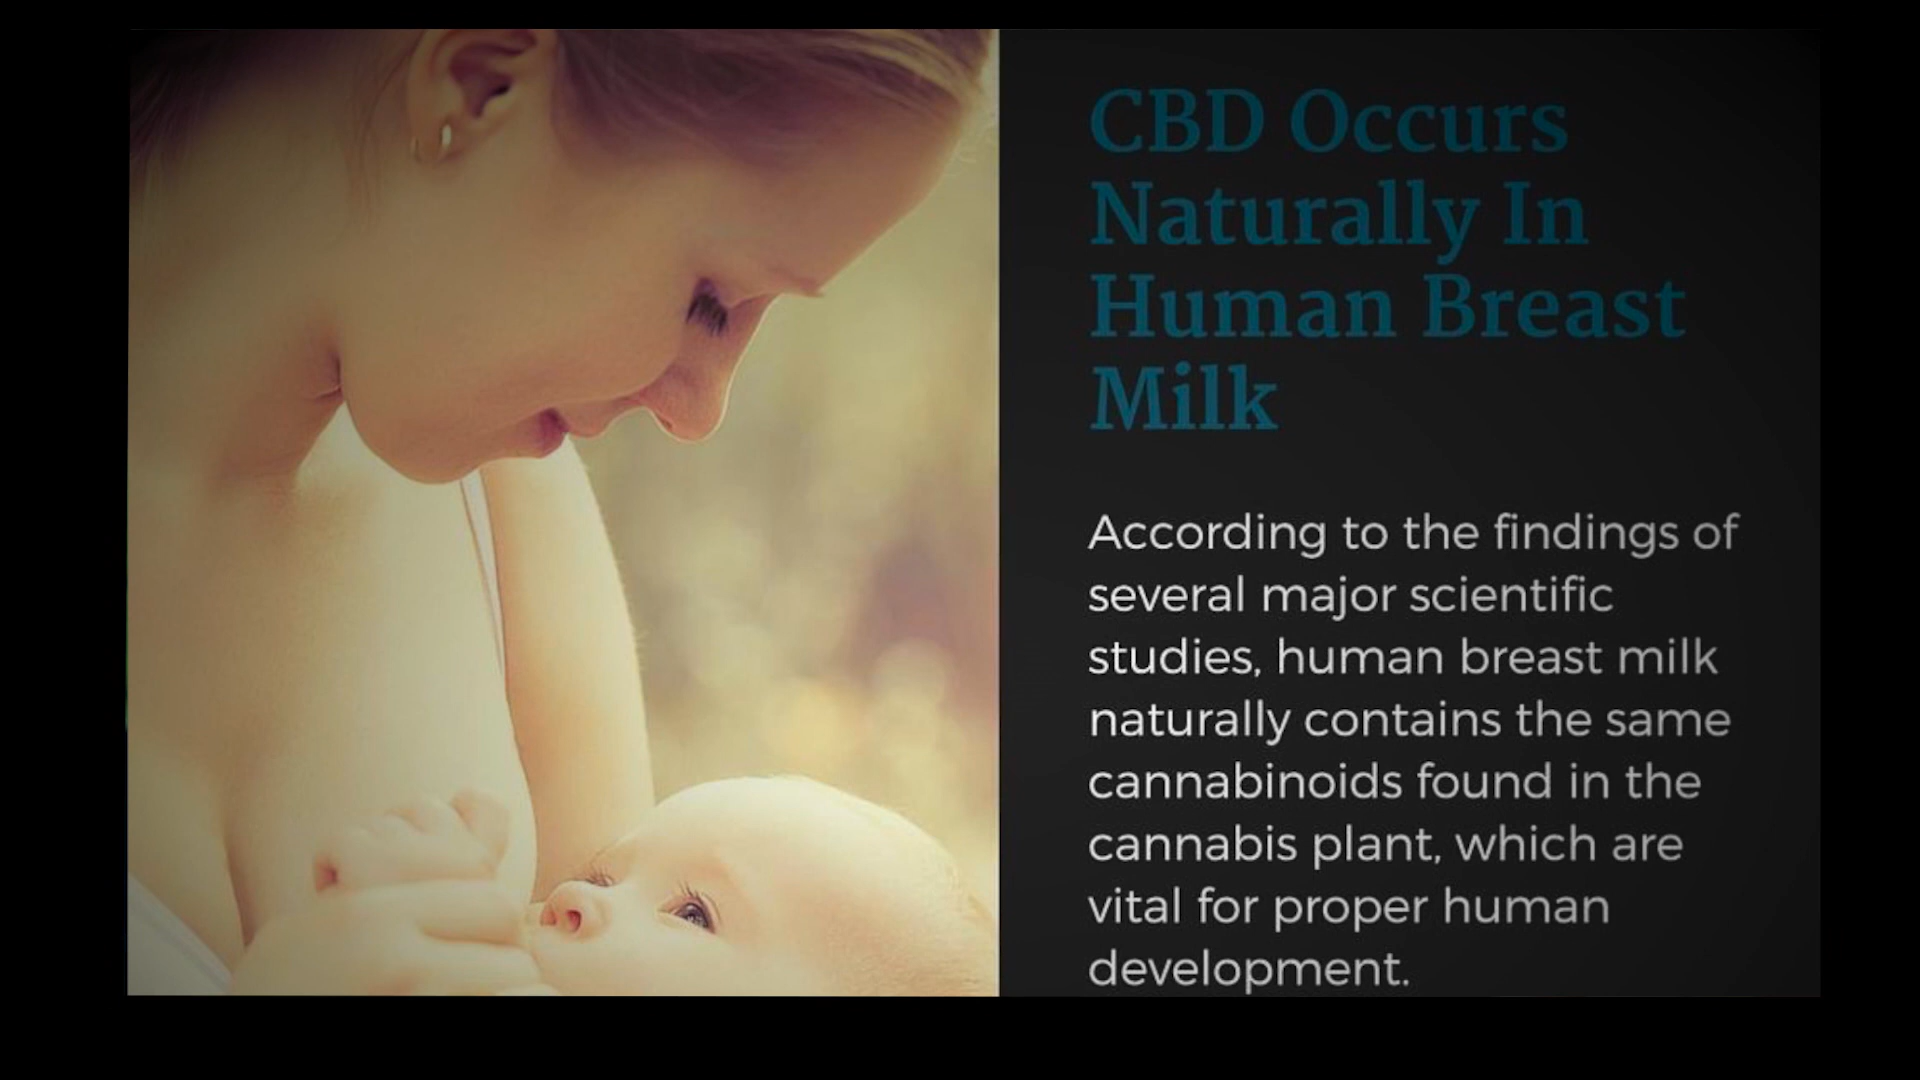 CBD Occurs
Naturally In
Human Breast
Milk
According to the findings of
several major scientific
studies, human breast milk
naturally contains the same
cannabinoids found in the
cannabis plant, which are
vital for proper human
development.